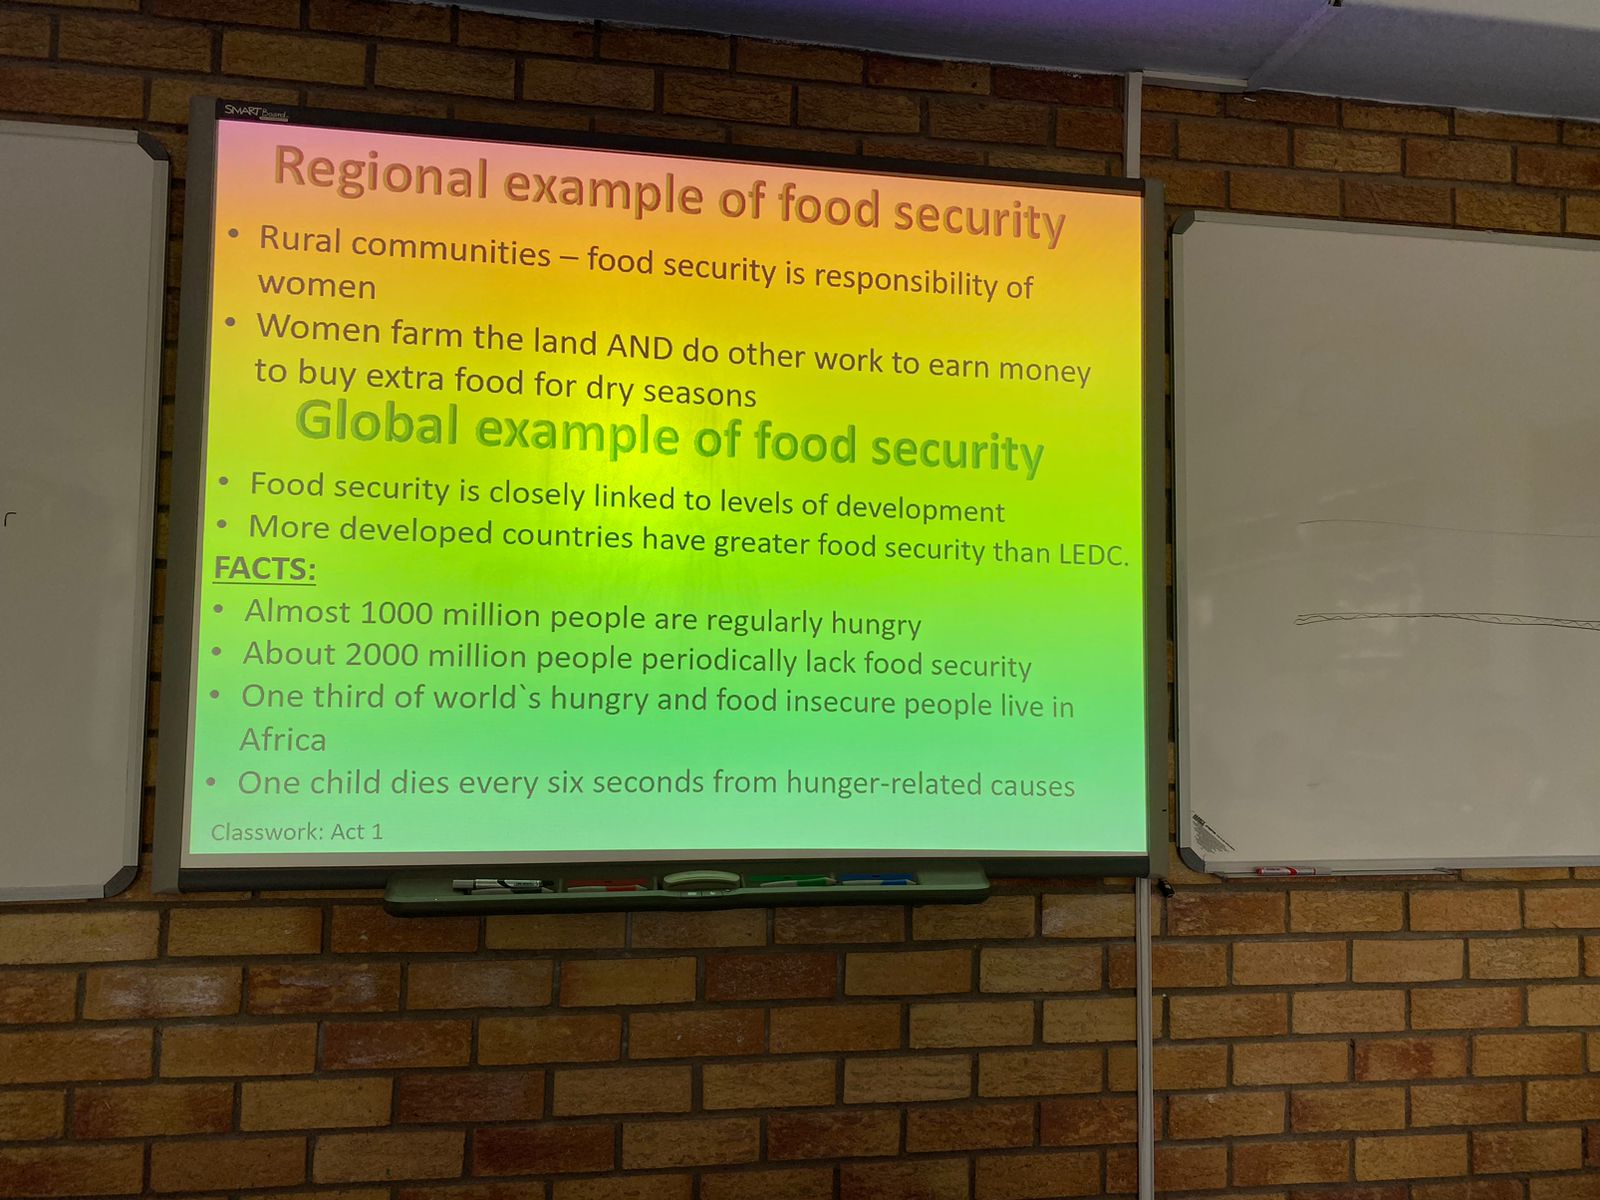 SMART Board
Regional example of food security
• Rural communities – food security is responsibility of
women
• Women farm the land AND do other work to earn money
to buy extra food for dry seasons
Global example of food security
• Food security is closely linked to levels of development
• More developed countries have greater food security than LEDC.
FACTS:
• Almost 1000 million people are regularly hungry
• About 2000 million people periodically lack food security
• One third of world`s hungry and food insecure people live in
Africa
• One child dies every six seconds from hunger-related causes
Classwork: Act 1